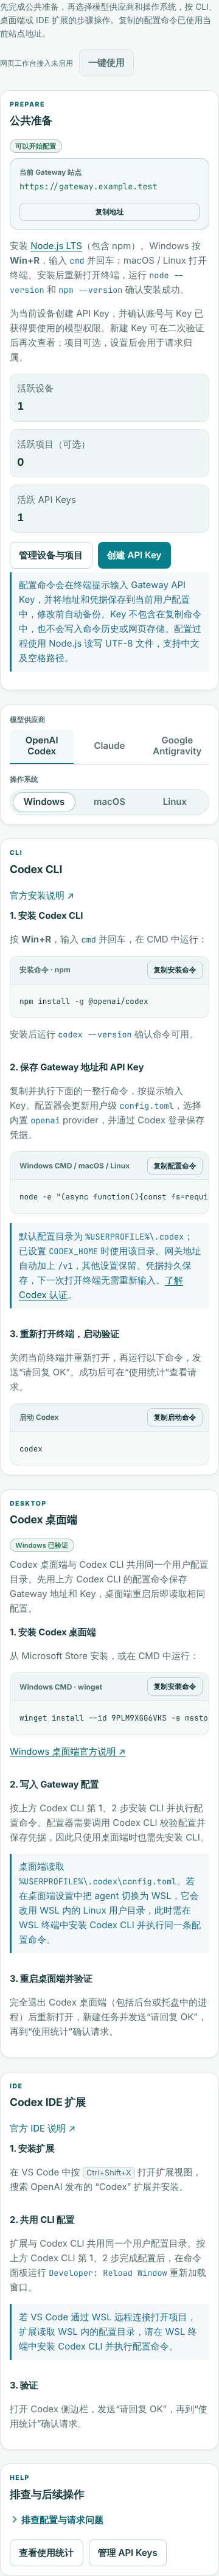 先完成公共准备，再选择模型供应商和操作系统，按 CLI、
桌面端或 IDE 扩展的步骤操作。复制的配置命令已使用当
前站点地址。
网页工作台接入未启用
一键使用
PREPARE
公共准备
可以开始配置
当前 Gateway 站点
https://gateway.example.test
复制地址
安装 Node.js LTS（包含 npm）。Windows 按
Win+R，输入 cmd 并回车；macOS / Linux 打开
终端。安装后重新打开终端，运行 node --
version 和 npm --version 确认安装成功。
为当前设备创建 API Key，并确认账号与 Key 已
获得要使用的模型权限。新建 Key 可在二次验证
后再次查看；项目可选，设置后会用于请求归
属。
活跃设备
1
活跃项目（可选）
0
活跃 API Keys
1
管理设备与项目
创建 API Key
配置命令会在终端提示输入 Gateway API
Key，并将地址和凭据保存到当前用户配置
中，修改前自动备份。Key 不包含在复制命令
中，也不会写入命令历史或网页存储。配置过
程使用 Node.js 读写 UTF-8 文件，支持中文
及空格路径。
模型供应商
OpenAI
Codex
Claude
Google
Antigravity
操作系统
Windows
macOS
Linux
CLI
Codex CLI
官方安装说明 ↗
1. 安装 Codex CLI
按 Win+R，输入 cmd 并回车，在 CMD 中运行：
安装命令 · npm
复制安装命令
npm install -g @openai/codex
安装后运行 codex --version 确认命令可用。
2. 保存 Gateway 地址和 API Key
复制并执行下面的一整行命令，按提示输入
Key。配置器会更新用户级 config.toml，选择
内置 openai provider，并通过 Codex 登录保存
凭据。
Windows CMD / macOS / Linux
复制配置命令
node -e "(async function(){const fs=requi
默认配置目录为 %USERPROFILE%\.codex；
已设置 CODEX_HOME 时使用该目录。网关地址
自动加上 /v1，其他设置保留。凭据持久保
存，下一次打开终端无需重新输入。了解
Codex 认证。
3. 重新打开终端，启动验证
关闭当前终端并重新打开，再运行以下命令，发
送“请回复 OK”。成功后可在“使用统计”查看请
求。
启动 Codex
复制启动命令
codex
DESKTOP
Codex 桌面端
Windows 已验证
Codex 桌面端与 Codex CLI 共用同一个用户配置
目录。先用上方 Codex CLI 的配置命令保存
Gateway 地址和 Key，桌面端重启后即读取相同
配置。
1. 安装 Codex 桌面端
从 Microsoft Store 安装，或在 CMD 中运行：
Windows CMD · winget
复制安装命令
winget install --id 9PLM9XGG6VKS -s mssto
Windows 桌面端官方说明 ↗
2. 写入 Gateway 配置
按上方 Codex CLI 第 1、2 步安装 CLI 并执行配
置命令。配置器需要调用 Codex CLI 校验配置并
保存凭据，因此只使用桌面端时也需先安装 CLI。
桌面端读取
%USERPROFILE%\.codex\config.toml。若
在桌面端设置中把 agent 切换为 WSL，它会
改用 WSL 内的 Linux 用户目录，此时需在
WSL 终端中安装 Codex CLI 并执行同一条配
置命令。
3. 重启桌面端并验证
完全退出 Codex 桌面端（包括后台或托盘中的进
程）后重新打开，新建任务并发送“请回复 OK”，
再到“使用统计”确认请求。
IDE
Codex IDE 扩展
官方 IDE 说明 ↗
1. 安装扩展
在 VS Code 中按 Ctrl+Shift+X 打开扩展视图，
搜索 OpenAI 发布的 “Codex” 扩展并安装。
2. 共用 CLI 配置
扩展与 Codex CLI 共用同一个用户配置目录。按
上方 Codex CLI 第 1、2 步完成配置后，在命令
面板运行 Developer: Reload Window 重新加载
窗口。
若 VS Code 通过 WSL 远程连接打开项目，
扩展读取 WSL 内的配置目录，请在 WSL 终
端中安装 Codex CLI 并执行配置命令。
3. 验证
打开 Codex 侧边栏，发送“请回复 OK”，再到“使
用统计”确认请求。
HELP
排查与后续操作
排查配置与请求问题
查看使用统计
管理 API Keys